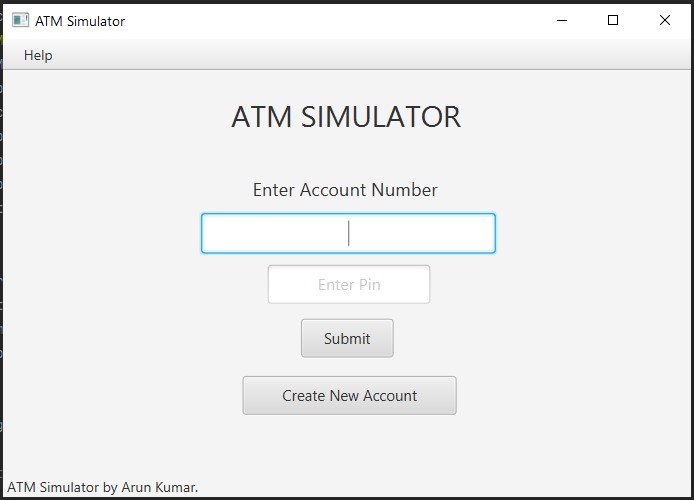 ATM Simulator
Help
ATM SIMULATOR
Enter Account Number
Enter Pin
Submit
Create New Account
ATM Simulator by Arun Kumar.